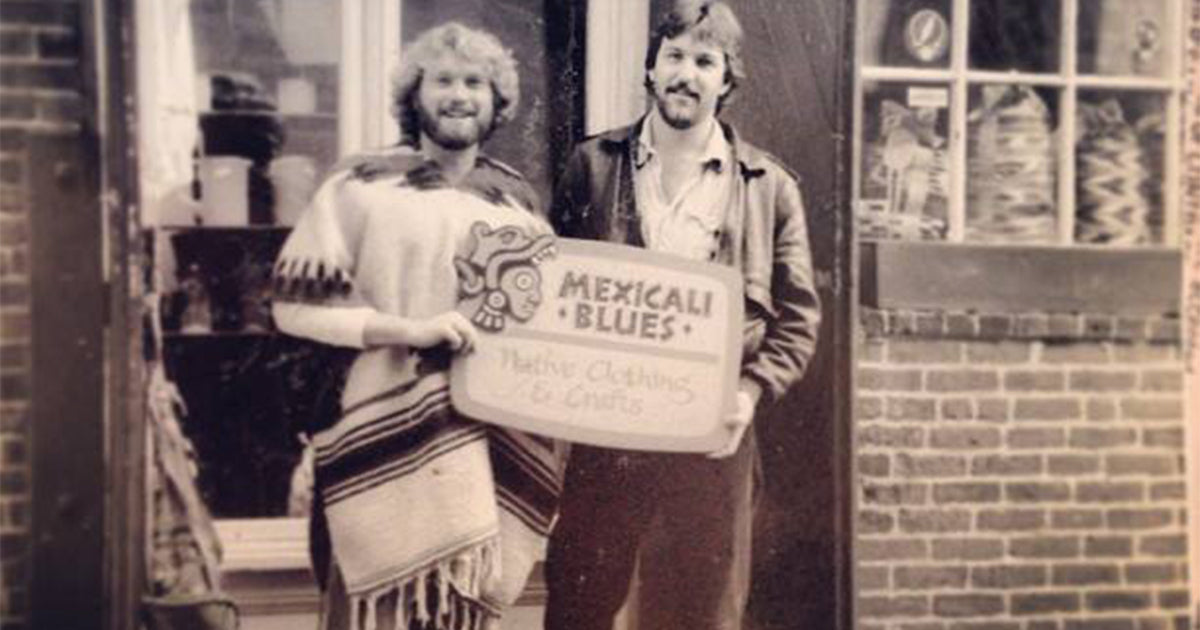 MEXICALI
• BLUES •
Native Clothing
& Crafts